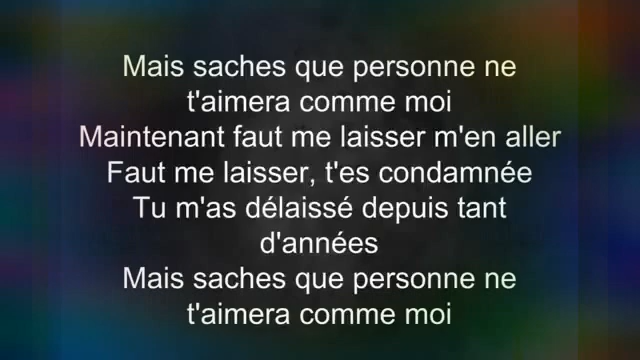 Mais saches que personne ne
t'aimera comme moi
Maintenant faut me laisser m'en aller
Faut me laisser, t'es condamnée
Tu m'as délaissé depuis tant
d'années
Mais saches que personne ne
t'aimera comme moi